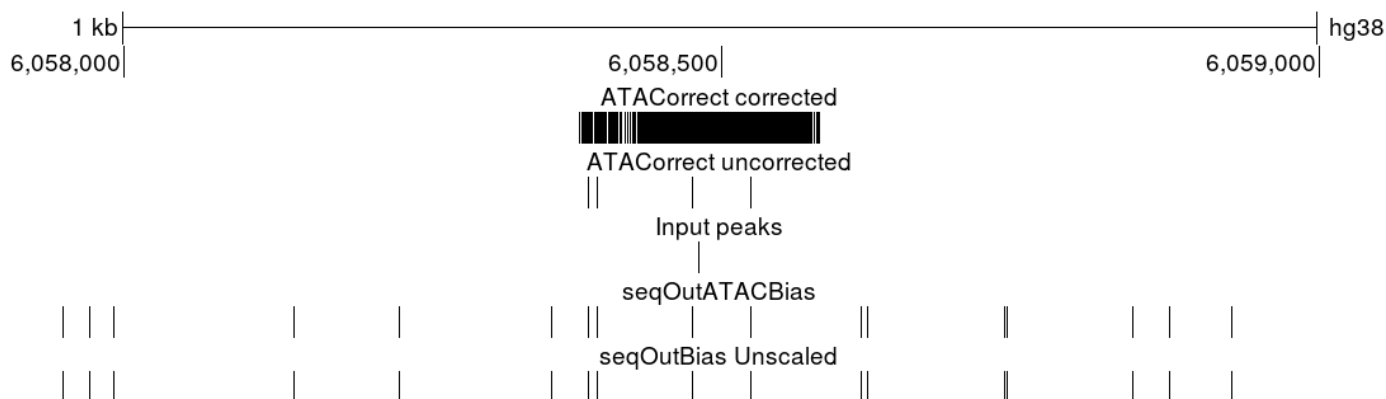 1 kb hg38
6,058,000 6,058,500 6,059,000
ATACorrect corrected
ATACorrect uncorrected
Input peaks
seqOutATACBias
seqOutBias Unscaled